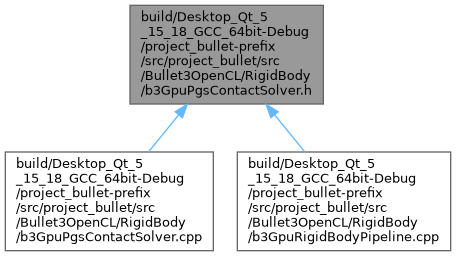 build/Desktop_Qt_5
_15_18_GCC_64bit-Debug
/project_bullet-prefix
/src/project_bullet/src
/Bullet3OpenCL/RigidBody
/b3GpuPgsContactSolver.h
build/Desktop_Qt_5
_15_18_GCC_64bit-Debug
/project_bullet-prefix
/src/project_bullet/src
/Bullet3OpenCL/RigidBody
/b3GpuPgsContactSolver.cpp
build/Desktop_Qt_5
_15_18_GCC_64bit-Debug
/project_bullet-prefix
/src/project_bullet/src
/Bullet3OpenCL/RigidBody
/b3GpuRigidBodyPipeline.cpp